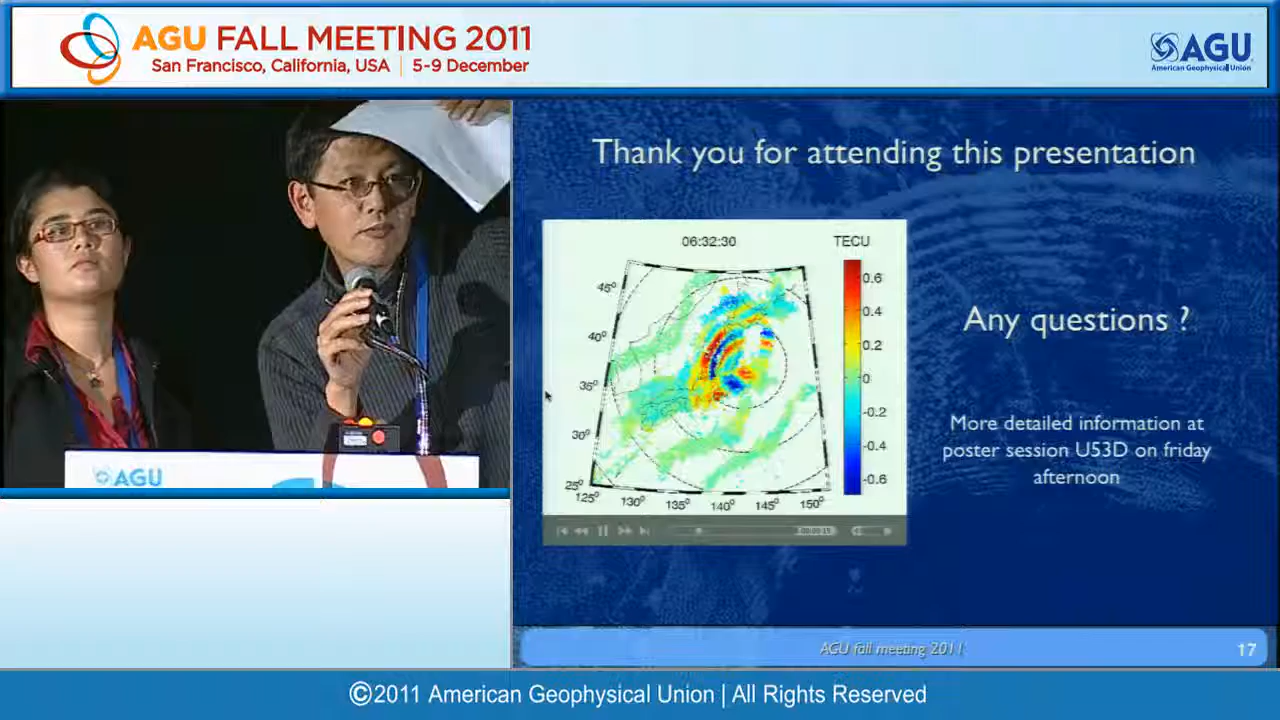 AGU FALL MEETING 2011
San Francisco, California, USA | 5-9 December
AGU
American Geophysical Union
AGU
Thank you for attending this presentation
06:32:30
TECU
45°
40°
35°
30°
25°
125° 130° 135° 140° 145° 150°
0.6
0.4
0.2
0
-0.2
-0.4
-0.6
Any questions ?
More detailed information at
poster session U53D on friday
afternoon
AGU fall meeting 2011
17
©2011 American Geophysical Union | All Rights Reserved